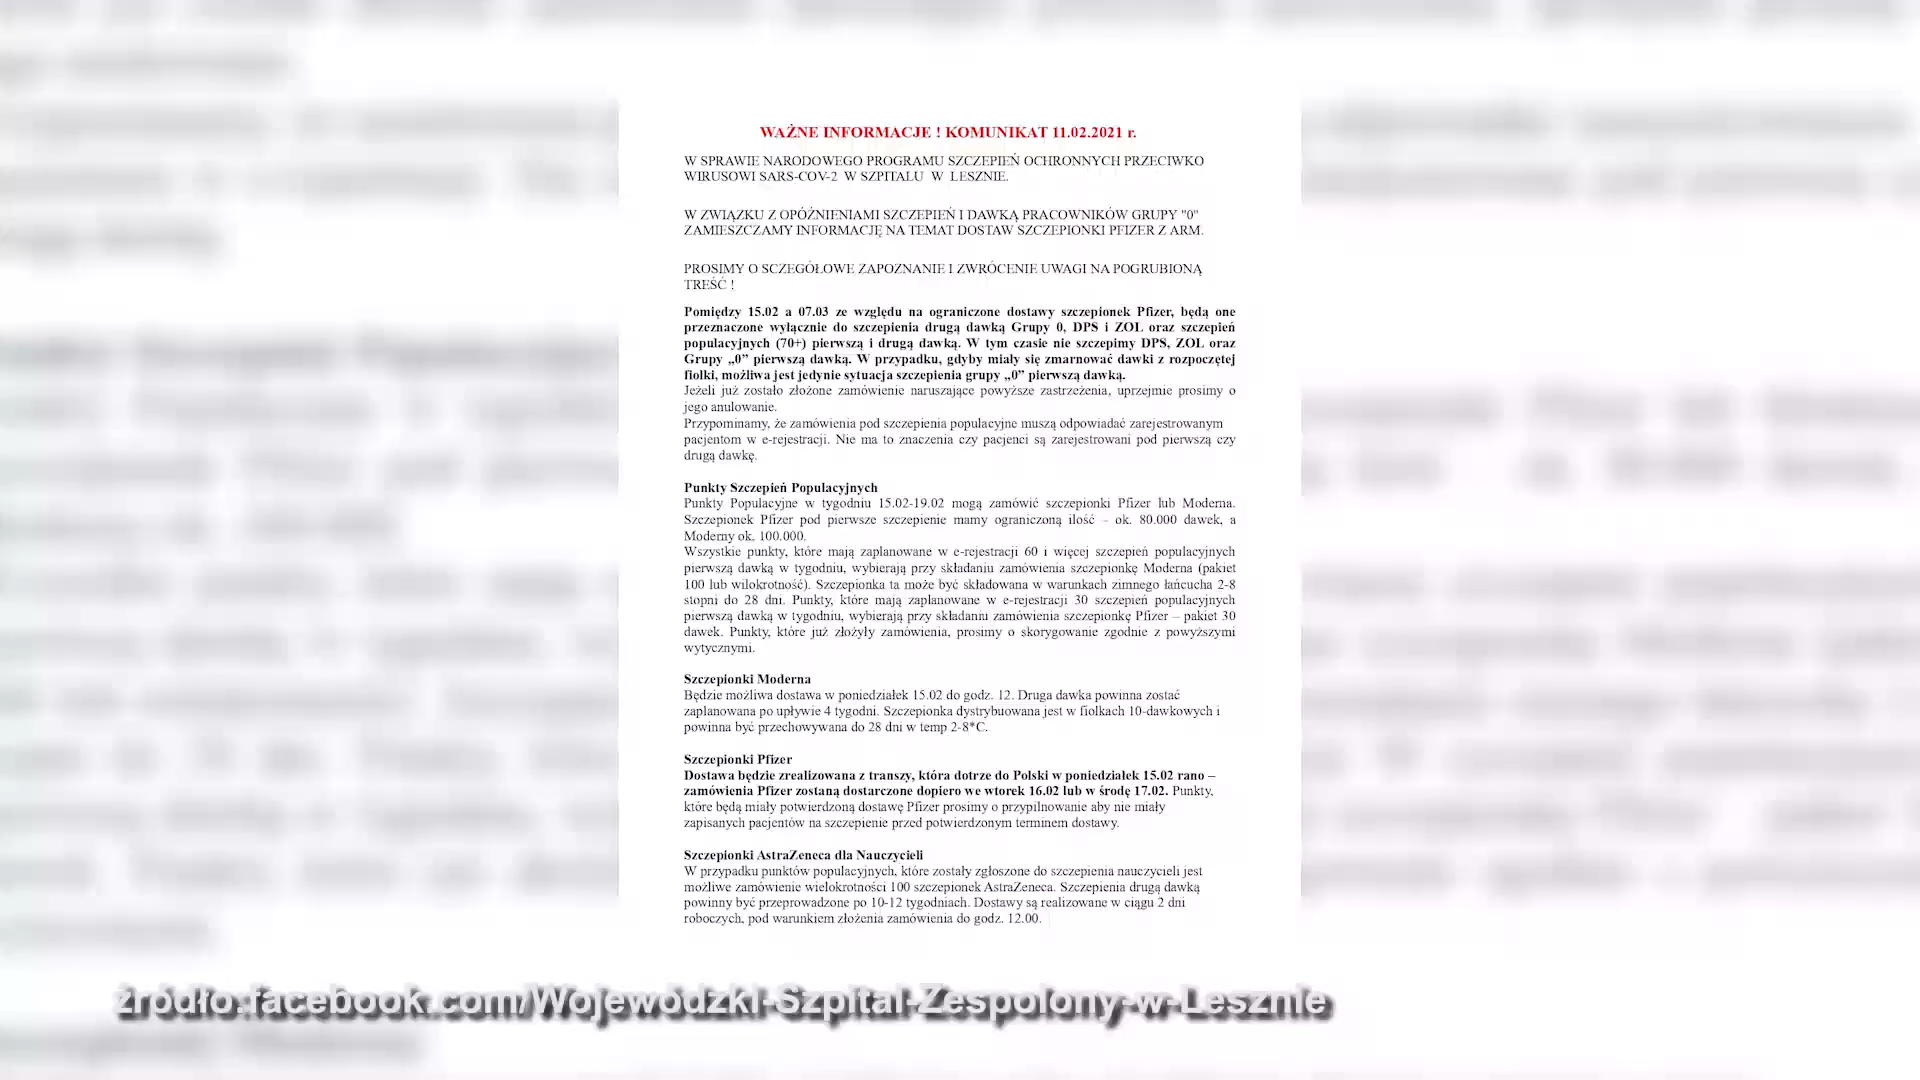 WAŻNE INFORMACJE ! KOMUNIKAT 11.02.2021 r.
W SPRAWIE NARODOWEGO PROGRAMU SZCZEPIEŃ OCHRONNYCH PRZECIWKO
WIRUSOWI SARS-COV-2 W SZPITALU W LESZNIE.
W ZWIĄZKU Z OPÓŹNIENIAMI SZCZEPIEŃ I DAWKĄ PRACOWNIKÓW GRUPY "0"
ZAMIESZCZAMY INFORMACJĘ NA TEMAT DOSTAW SZCZEPIONKI PFIZER Z ARM.
PROSIMY O SCZEGÓŁOWE ZAPOZNANIE I ZWRÓCENIE UWAGI NA POGRUBIONĄ
TREŚĆ !
Pomiędzy 15.02 a 07.03 ze względu na ograniczone dostawy szczepionek Pfizer, będą one
przeznaczone wyłącznie do szczepienia drugą dawką Grupy 0, DPS i ZOL oraz szczepień
populacyjnych (70+) pierwszą i drugą dawką. W tym czasie nie szczepimy DPS, ZOL oraz
Grupy „0” pierwszą dawką. W przypadku, gdyby miały się zmarnować dawki z rozpoczętej
fiolki, możliwa jest jedynie sytuacja szczepienia grupy „0” pierwszą dawką.
Jeżeli już zostało złożone zamówienie naruszające powyższe zastrzeżenia, uprzejmie prosimy o
jego anulowanie.
Przypominamy, że zamówienia pod szczepienia populacyjne muszą odpowiadać zarejestrowanym
pacjentom w e-rejestracji. Nie ma to znaczenia czy pacjenci są zarejestrowani pod pierwszą czy
drugą dawkę.
Punkty Szczepień Populacyjnych
Punkty Populacyjne w tygodniu 15.02-19.02 mogą zamówić szczepionki Pfizer lub Moderna.
Szczepionek Pfizer pod pierwsze szczepienie mamy ograniczoną ilość – ok. 80.000 dawek, a
Moderny ok. 100.000.
Wszystkie punkty, które mają zaplanowane w e-rejestracji 60 i więcej szczepień populacyjnych
pierwszą dawką w tygodniu, wybierają przy składaniu zamówienia szczepionkę Moderna (pakiet
100 lub wilokrotność). Szczepionka ta może być składowana w warunkach zimnego łańcucha 2-8
stopni do 28 dni. Punkty, które mają zaplanowane w e-rejestracji 30 szczepień populacyjnych
pierwszą dawką w tygodniu, wybierają przy składaniu zamówienia szczepionkę Pfizer – pakiet 30
dawek. Punkty, które już złożyły zamówienia, prosimy o skorygowanie zgodnie z powyższymi
wytycznymi.
Szczepionki Moderna
Będzie możliwa dostawa w poniedziałek 15.02 do godz. 12. Druga dawka powinna zostać
zaplanowana po upływie 4 tygodni. Szczepionka dystrybuowana jest w fiolkach 10-dawkowych i
powinna być przechowywana do 28 dni w temp 2-8*C.
Szczepionki Pfizer
Dostawa będzie zrealizowana z transzy, która dotrze do Polski w poniedziałek 15.02 rano –
zamówienia Pfizer zostaną dostarczone dopiero we wtorek 16.02 lub w środę 17.02. Punkty,
które będą miały potwierdzoną dostawę Pfizer prosimy o przypilnowanie aby nie miały
zapisanych pacjentów na szczepienie przed potwierdzonym terminem dostawy.
Szczepionki AstraZeneca dla Nauczycieli
W przypadku punktów populacyjnych, które zostały zgłoszone do szczepienia nauczycieli jest
możliwe zamówienie wielokrotności 100 szczepionek AstraZeneca. Szczepienia drugą dawką
powinny być przeprowadzone po 10-12 tygodniach. Dostawy są realizowane w ciągu 2 dni
roboczych, pod warunkiem złożenia zamówienia do godz. 12.00.
źródło:facebook.com/Wojewódzki-Szpital-Zespolony-w-Lesznie